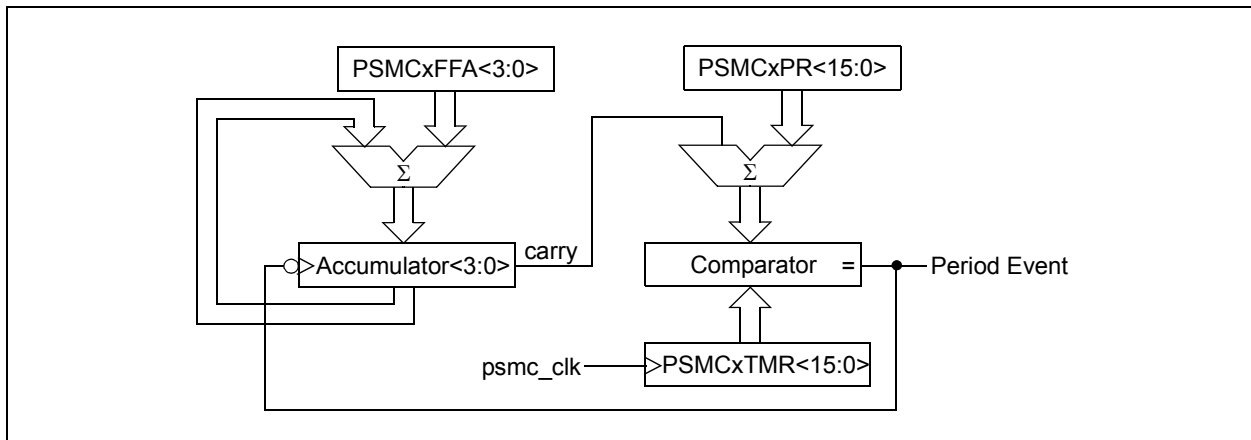 PSMCxFFA<3:0>
PSMCxPR<15:0>
Σ
Σ
Accumulator<3:0>
carry
Comparator =
Period Event
psmc_clk
PSMCxTMR<15:0>